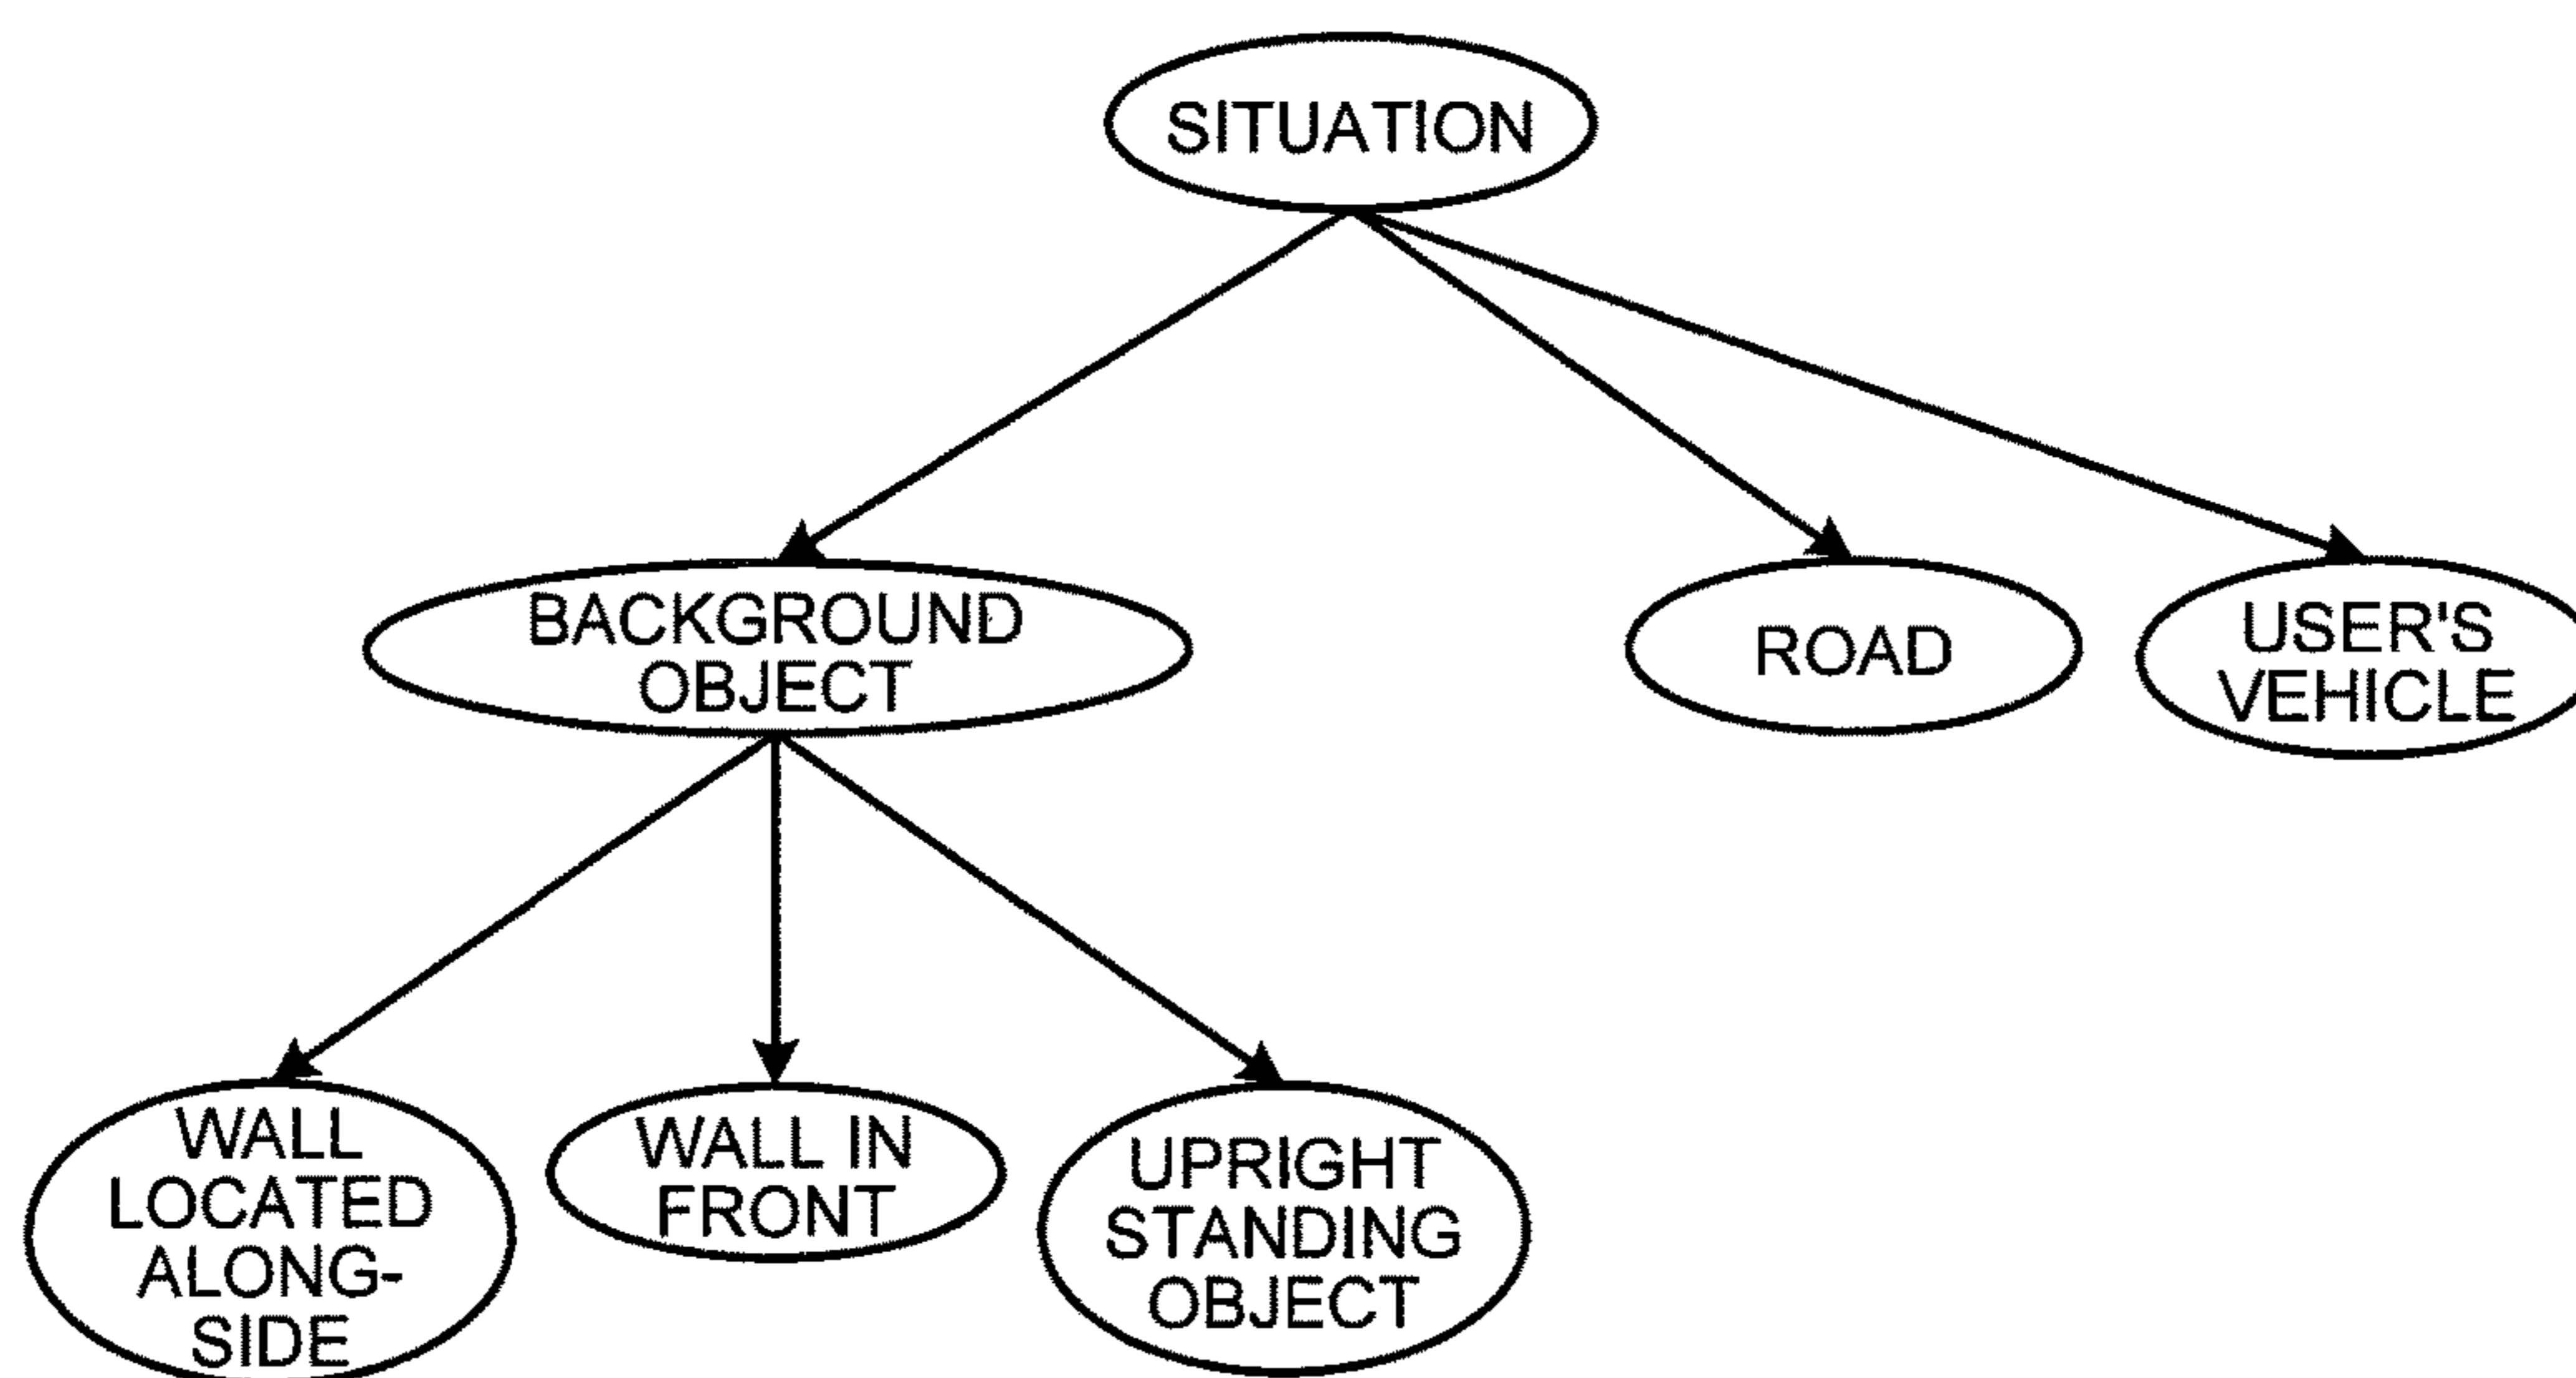 SITUATION
BACKGROUND
OBJECT
ROAD
USER'S
VEHICLE
WALL
LOCATED
ALONG-
SIDE
WALL IN
FRONT
UPRIGHT
STANDING
OBJECT